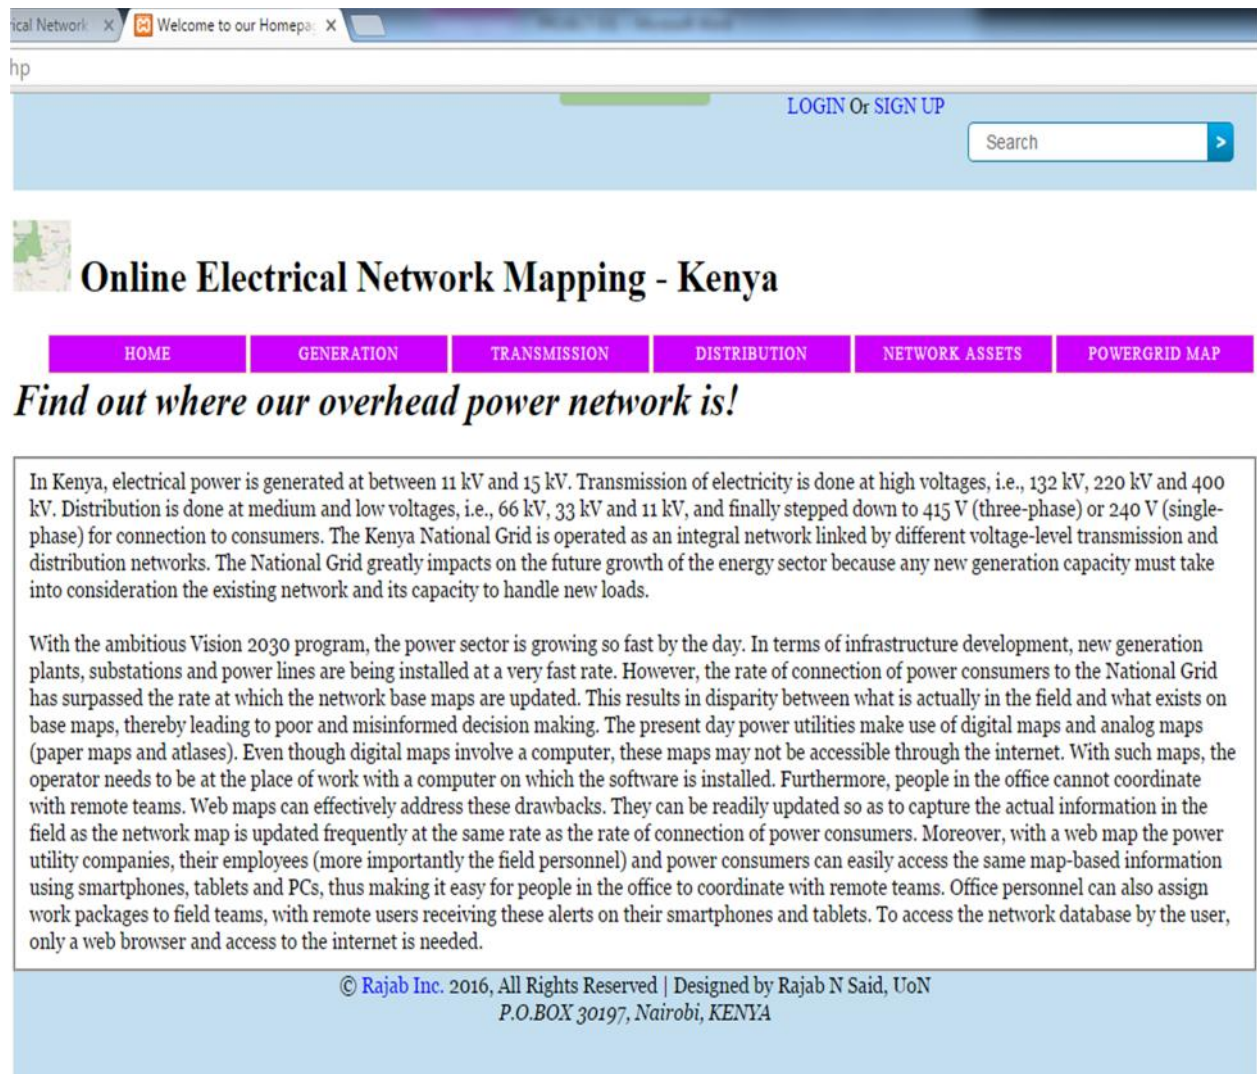 ical Network
Welcome to our Homepa
hp
LOGIN Or SIGN UP
Search
>
Online Electrical Network Mapping - Kenya
HOME GENERATION TRANSMISSION DISTRIBUTION NETWORK ASSETS POWERGRID MAP
Find out where our overhead power network is!
In Kenya, electrical power is generated at between 11 kV and 15 kV. Transmission of electricity is done at high voltages, i.e., 132 kV, 220 kV and 400
kV. Distribution is done at medium and low voltages, i.e., 66 kV, 33 kV and 11 kV, and finally stepped down to 415 V (three-phase) or 240 V (single-
phase) for connection to consumers. The Kenya National Grid is operated as an integral network linked by different voltage-level transmission and
distribution networks. The National Grid greatly impacts on the future growth of the energy sector because any new generation capacity must take
into consideration the existing network and its capacity to handle new loads.
With the ambitious Vision 2030 program, the power sector is growing so fast by the day. In terms of infrastructure development, new generation
plants, substations and power lines are being installed at a very fast rate. However, the rate of connection of power consumers to the National Grid
has surpassed the rate at which the network base maps are updated. This results in disparity between what is actually in the field and what exists on
base maps, thereby leading to poor and misinformed decision making. The present day power utilities make use of digital maps and analog maps
(paper maps and atlases). Even though digital maps involve a computer, these maps may not be accessible through the internet. With such maps, the
operator needs to be at the place of work with a computer on which the software is installed. Furthermore, people in the office cannot coordinate
with remote teams. Web maps can effectively address these drawbacks. They can be readily updated so as to capture the actual information in the
field as the network map is updated frequently at the same rate as the rate of connection of power consumers. Moreover, with a web map the power
utility companies, their employees (more importantly the field personnel) and power consumers can easily access the same map-based information
using smartphones, tablets and PCs, thus making it easy for people in the office to coordinate with remote teams. Office personnel can also assign
work packages to field teams, with remote users receiving these alerts on their smartphones and tablets. To access the network database by the user,
only a web browser and access to the internet is needed.
© Rajab Inc. 2016, All Rights Reserved | Designed by Rajab N Said, UoN
P.O.BOX 30197, Nairobi, KENYA